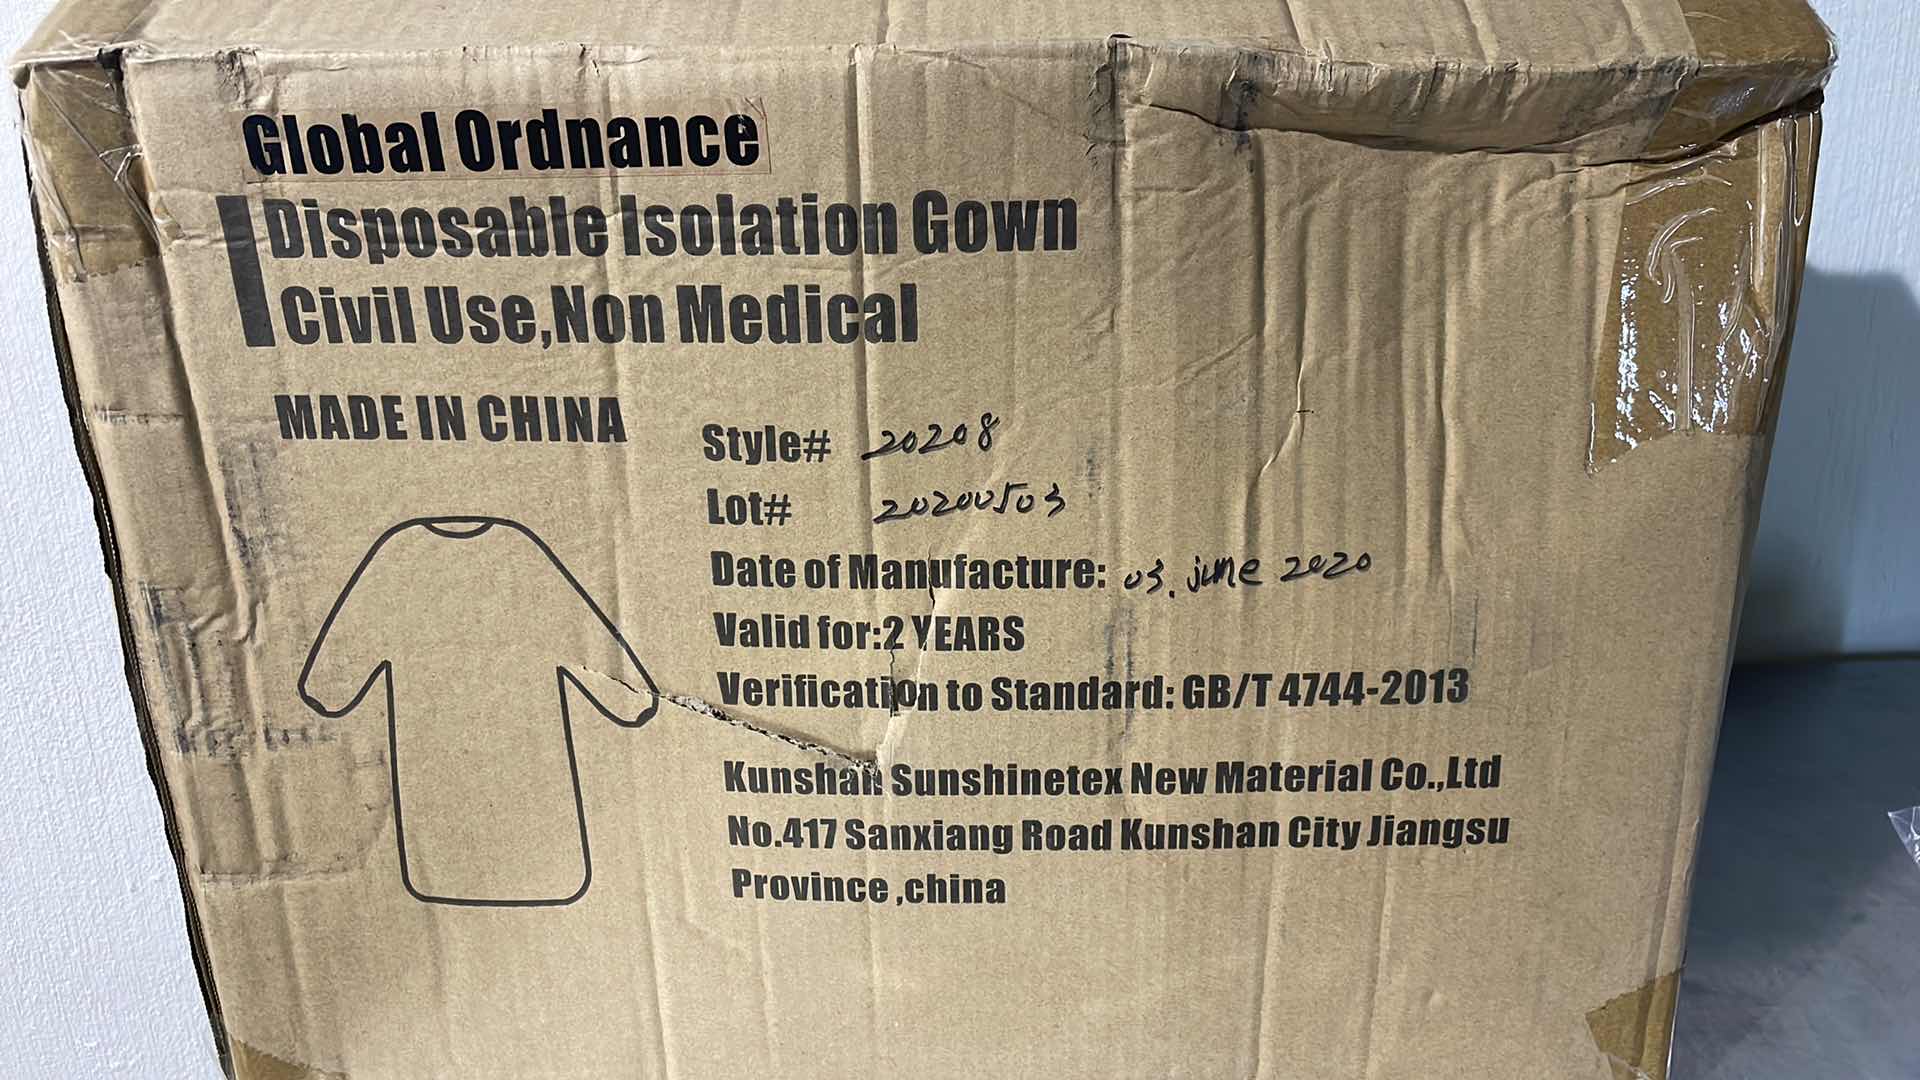 Global Ordnance
Disposable Isolation Gown
Civil Use,Non Medical
MADE IN CHINA
Style# 20208
Lot# 20200503
Date of Manufacture: 03. june 2020
Valid for:2 YEARS
Verification to Standard: GB/T 4744-2013
Kunshan Sunshinetex New Material Co.,Ltd
No.417 Sanxiang Road Kunshan City Jiangsu
Province ,china